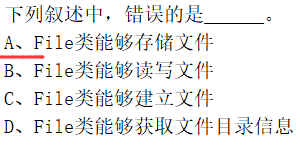 下列叙述中，错误的是______。
A、File类能够存储文件
B、File类能够读写文件
C、File类能够建立文件
D、File类能够获取文件目录信息